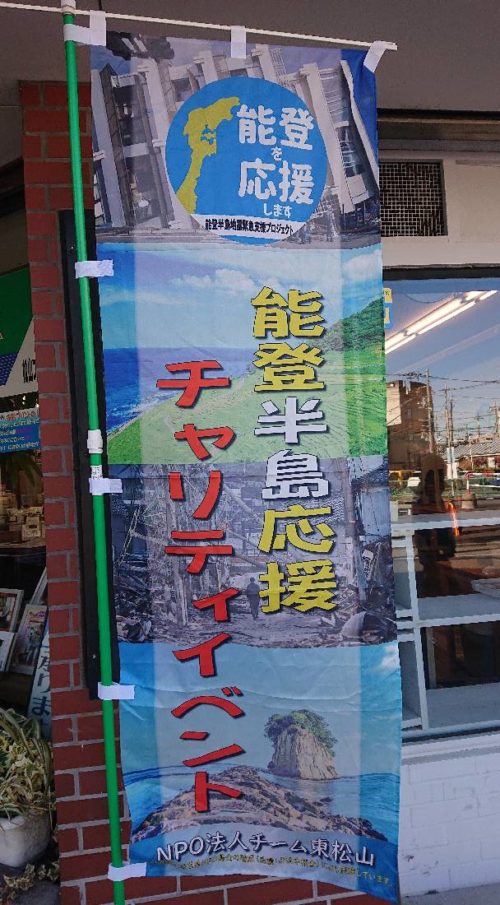 能登
を
応援
します
能登半島地震緊急支援プロジェクト
能登半島応援
チャリティイベント
NPO法人チーム東松山